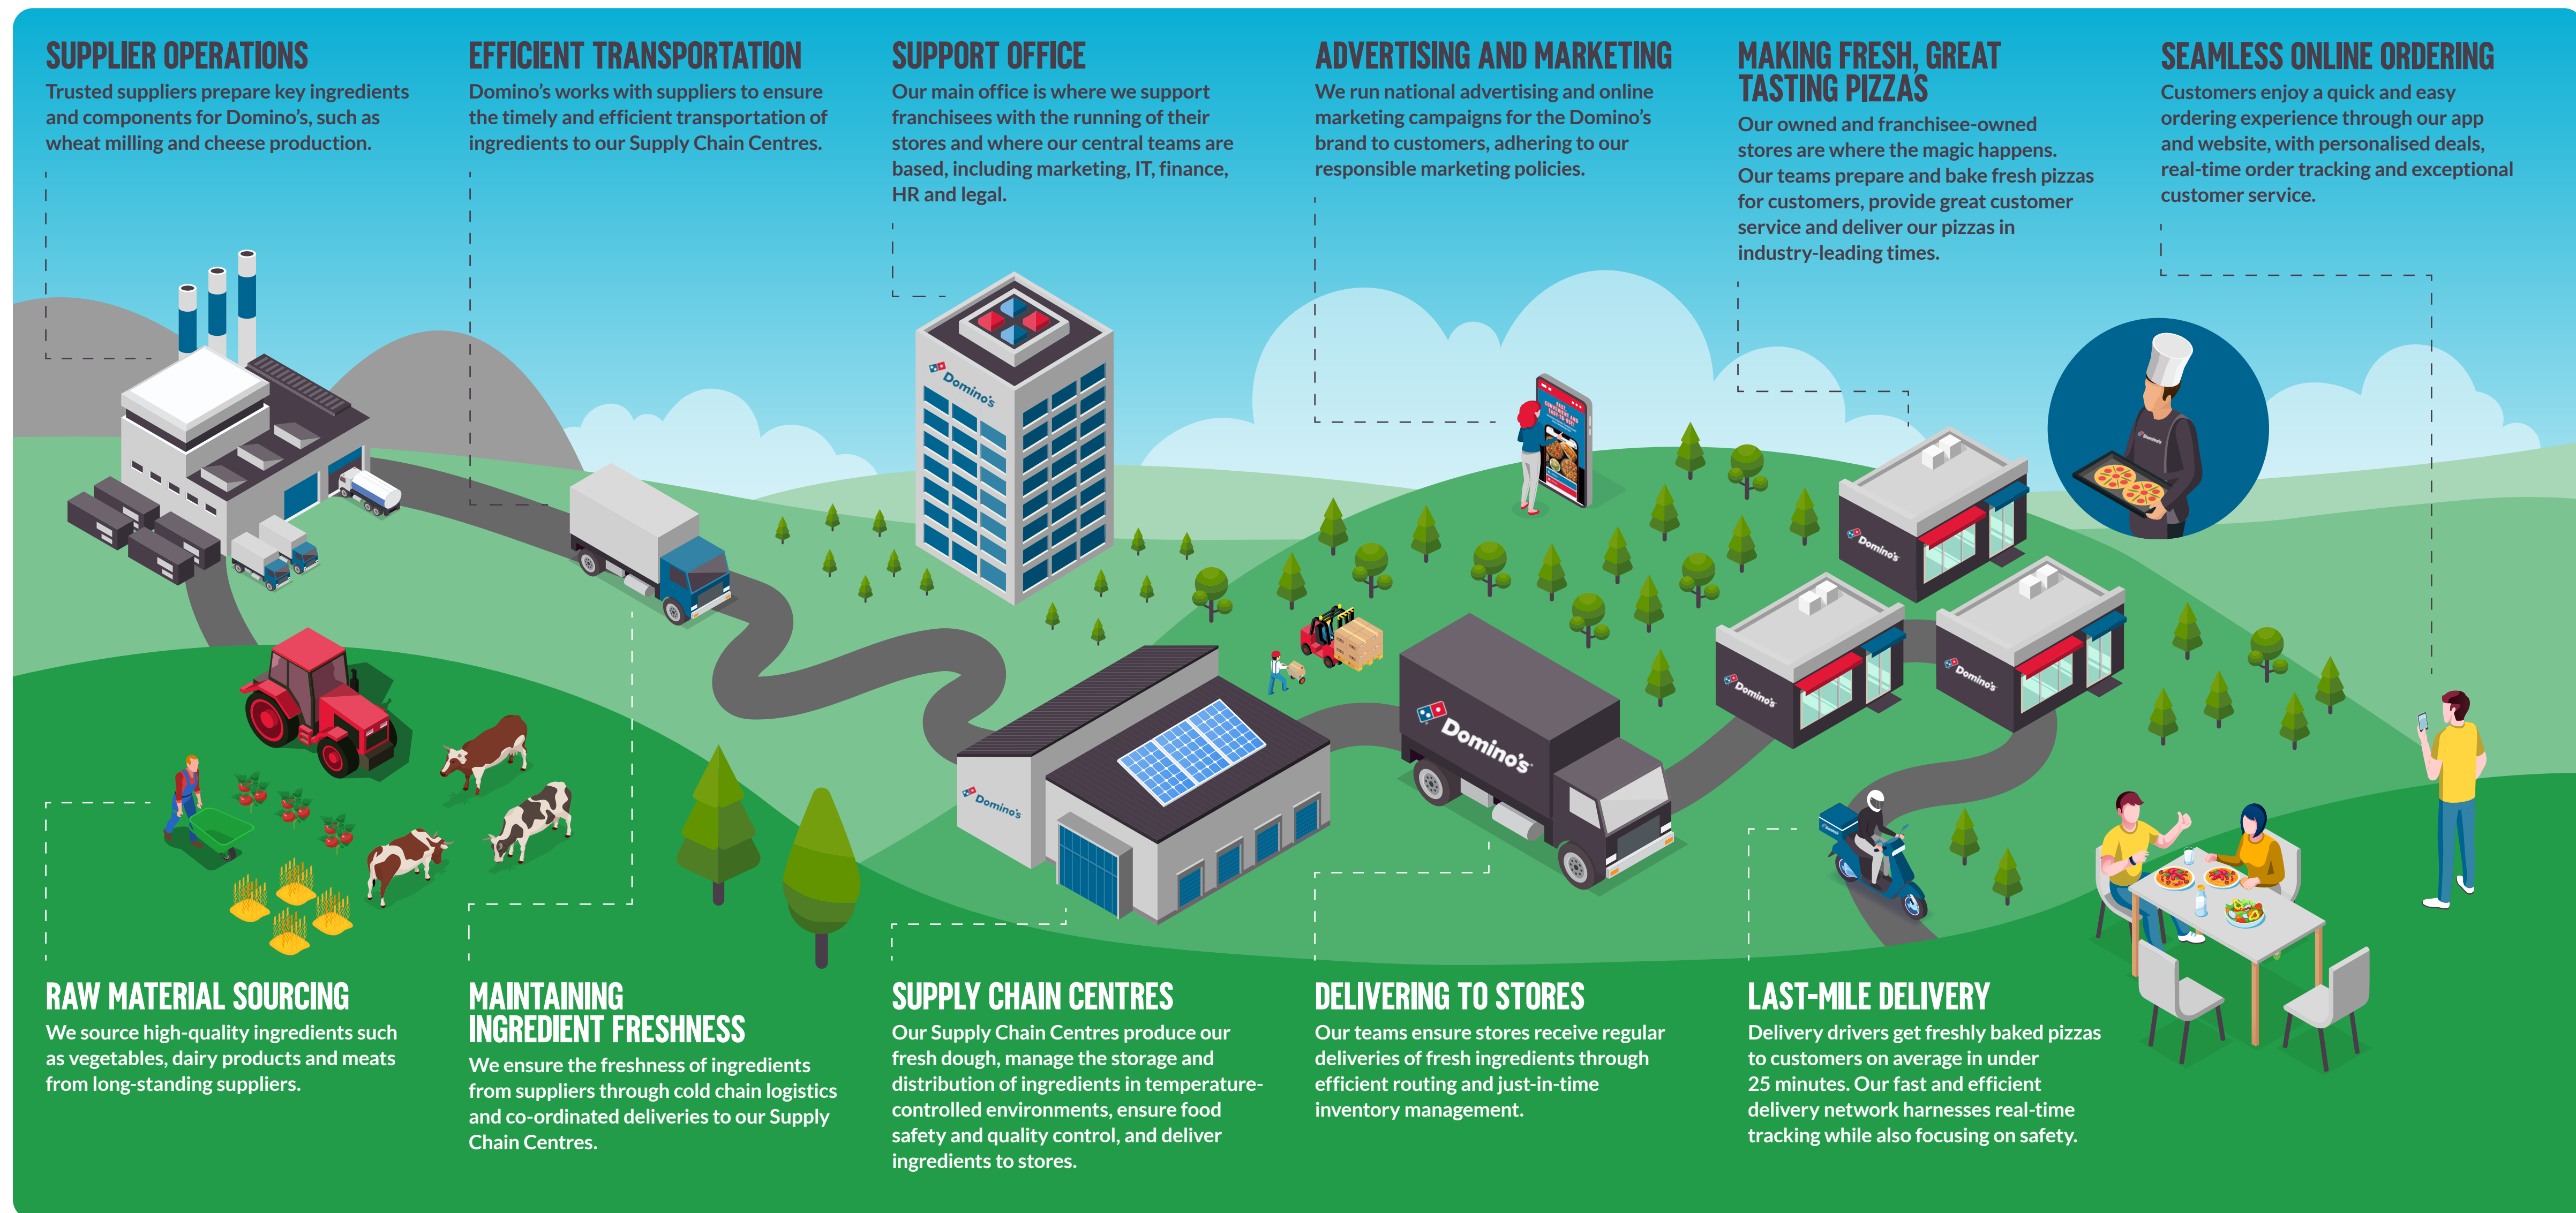 SUPPLIER OPERATIONS
Trusted suppliers prepare key ingredients
and components for Domino’s, such as
wheat milling and cheese production.
EFFICIENT TRANSPORTATION
Domino’s works with suppliers to ensure
the timely and efficient transportation of
ingredients to our Supply Chain Centres.
SUPPORT OFFICE
Our main office is where we support
franchisees with the running of their
stores and where our central teams are
based, including marketing, IT, finance,
HR and legal.
ADVERTISING AND MARKETING
We run national advertising and online
marketing campaigns for the Domino’s
brand to customers, adhering to our
responsible marketing policies.
MAKING FRESH, GREAT
TASTING PIZZAS
Our owned and franchisee-owned
stores are where the magic happens.
Our teams prepare and bake fresh pizzas
for customers, provide great customer
service and deliver our pizzas in
industry-leading times.
SEAMLESS ONLINE ORDERING
Customers enjoy a quick and easy
ordering experience through our app
and website, with personalised deals,
real-time order tracking and exceptional
customer service.
Domino's
Domino's
Domino's
Domino's
Domino's
Domino's
Domino's
RAW MATERIAL SOURCING
We source high-quality ingredients such
as vegetables, dairy products and meats
from long-standing suppliers.
MAINTAINING
INGREDIENT FRESHNESS
We ensure the freshness of ingredients
from suppliers through cold chain logistics
and co-ordinated deliveries to our Supply
Chain Centres.
SUPPLY CHAIN CENTRES
Our Supply Chain Centres produce our
fresh dough, manage the storage and
distribution of ingredients in temperature-
controlled environments, ensure food
safety and quality control, and deliver
ingredients to stores.
DELIVERING TO STORES
Our teams ensure stores receive regular
deliveries of fresh ingredients through
efficient routing and just-in-time
inventory management.
LAST-MILE DELIVERY
Delivery drivers get freshly baked pizzas
to customers on average in under
25 minutes. Our fast and efficient
delivery network harnesses real-time
tracking while also focusing on safety.